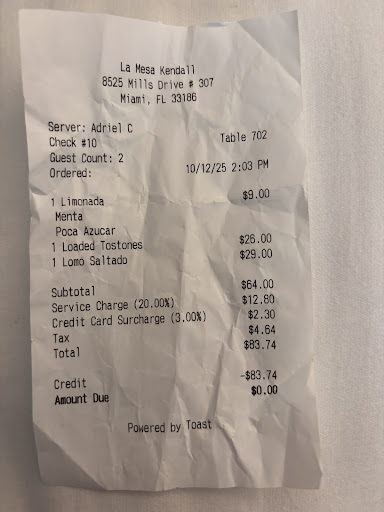 La Mesa Kendall
8525 Mills Drive # 307
Miami, FL 33186
Server: Adriel C
Check #10 Table 702
Guest Count: 2
Ordered: 10/12/25 2:03 PM
1 Limonada $9.00
Menta
Poca Azucar
1 Loaded Tostones $26.00
1 Lomo Saltado $29.00
Subtotal $64.00
Service Charge (20.00%) $12.80
Credit Card Surcharge (3.00%) $2.30
Tax $4.64
Total $83.74
Credit -$83.74
Amount Due $0.00
Powered by Toast